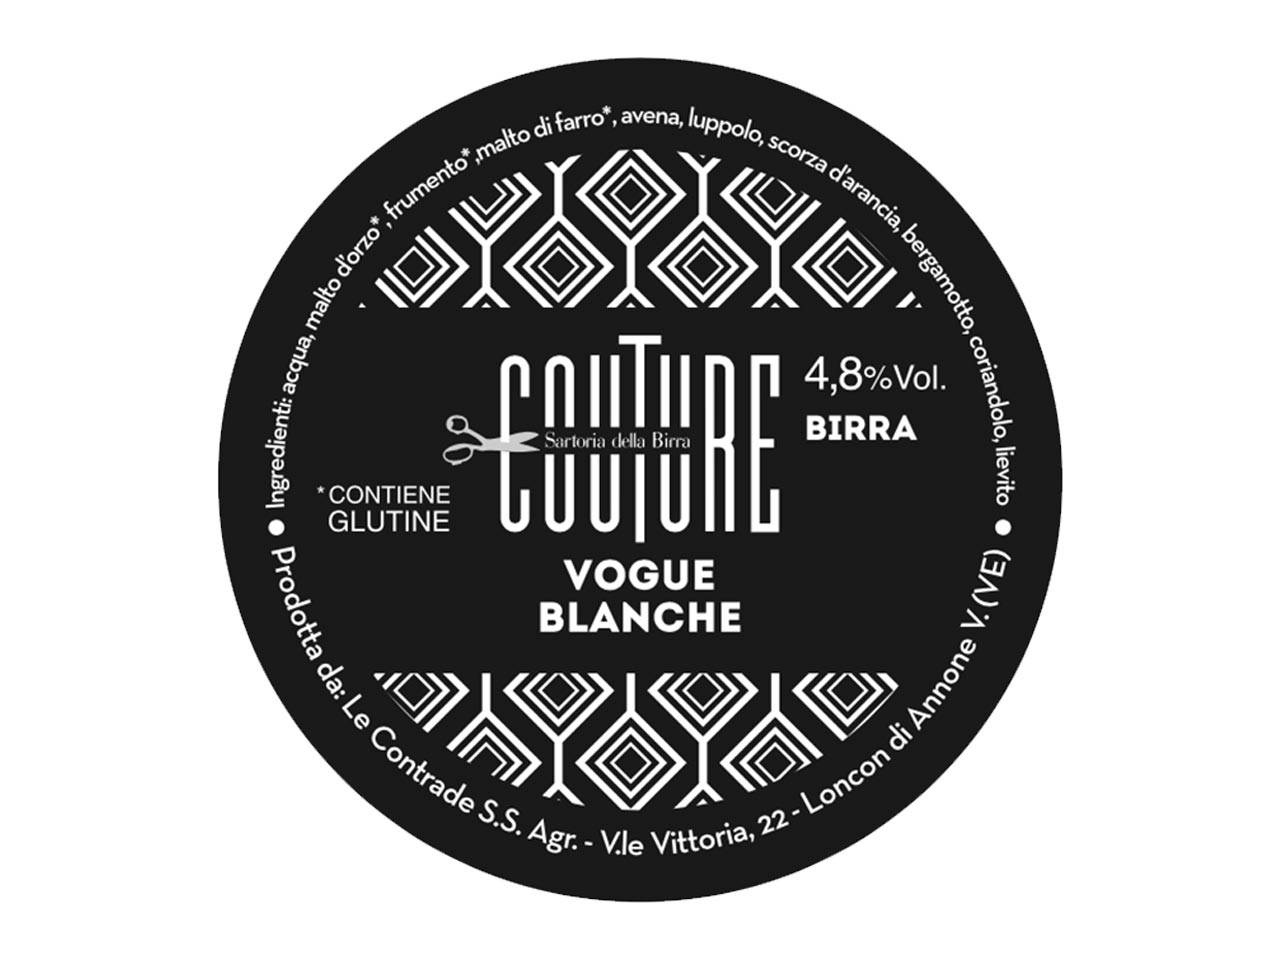 Ingredienti: acqua, malto d'orzo*, frumento*, malto di farro*, avena, luppolo, scorza d'arancia, bergamotto, coriandolo, lievito
COUTURE
Sartoria della Birra
4,8%Vol.
BIRRA
*CONTIENE
GLUTINE
VOGUE
BLANCHE
Prodotta da: Le Contrade S.S. Agr. - V.le Vittoria, 22 - Loncon di Annone V. (VE)